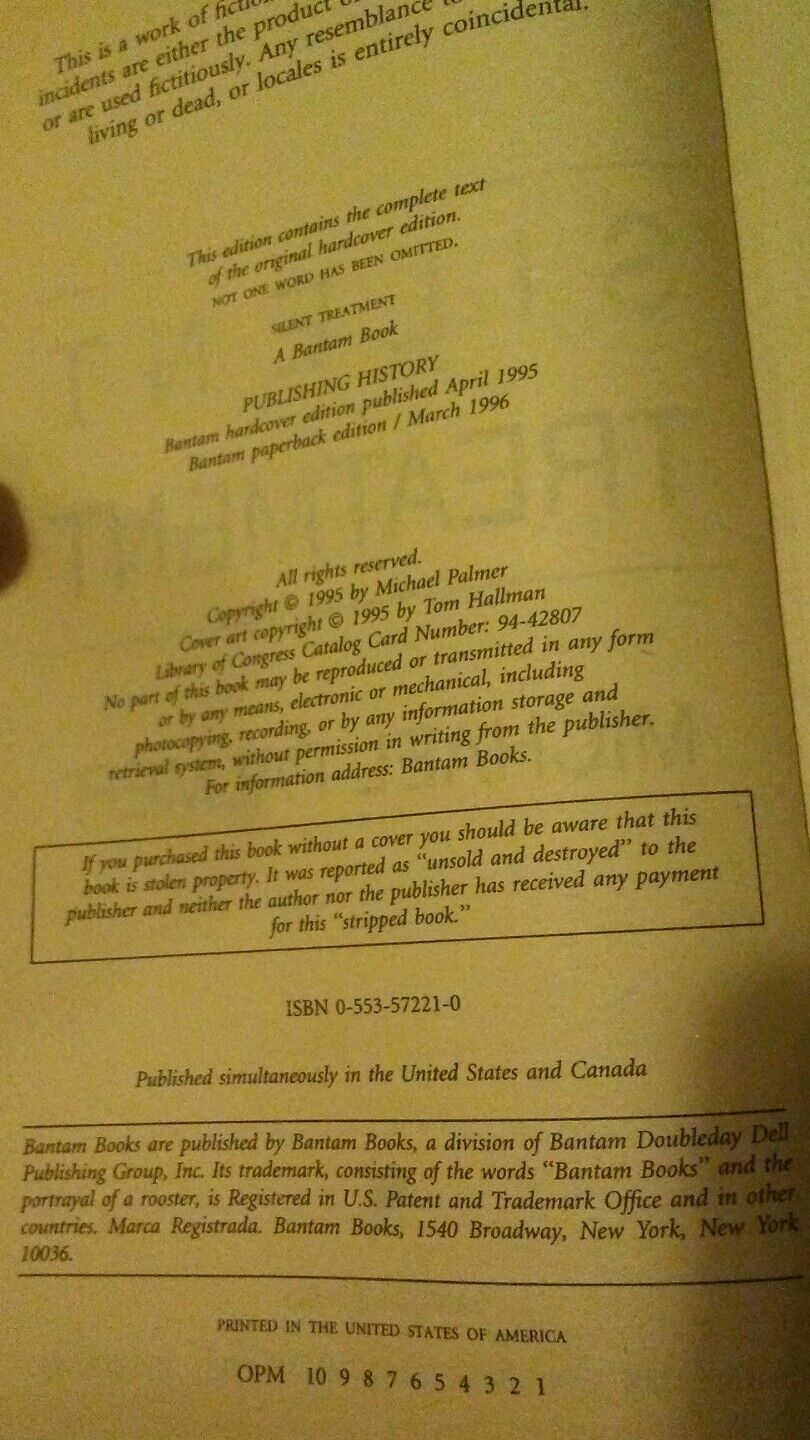 This is a work of fiction
incidents are either the product of
or are used fictitiously. Any resemblance to
living or dead, or locales is entirely coincidental.
This edition contains the complete text
of the original hardcover edition.
NOT ONE WORD HAS BEEN OMITTED.
SILENT TREATMENT
A Bantam Book
PUBLISHING HISTORY
Bantam hardcover edition published April 1995
Bantam paperback edition / March 1996
All rights reserved.
Copyright © 1995 by Michael Palmer
Cover art copyright © 1995 by Tom Hallman
Library of Congress Catalog Card Number: 94-42807
No part of this book may be reproduced or transmitted in any form
or by any means, electronic or mechanical, including
photocopying, recording, or by any information storage and
retrieval system, without permission in writing from the publisher.
For information address: Bantam Books.
If you purchased this book without a cover you should be aware that this
book is stolen property. It was reported as “unsold and destroyed” to the
publisher and neither the author nor the publisher has received any payment
for this “stripped book.”
ISBN 0-553-57221-0
Published simultaneously in the United States and Canada
Bantam Books are published by Bantam Books, a division of Bantam Doubleday Dell
Publishing Group, Inc. Its trademark, consisting of the words “Bantam Books” and the
portrayal of a rooster, is Registered in U.S. Patent and Trademark Office and in other
countries. Marca Registrada. Bantam Books, 1540 Broadway, New York, New York
10036.
PRINTED IN THE UNITED STATES OF AMERICA
OPM 10 9 8 7 6 5 4 3 2 1